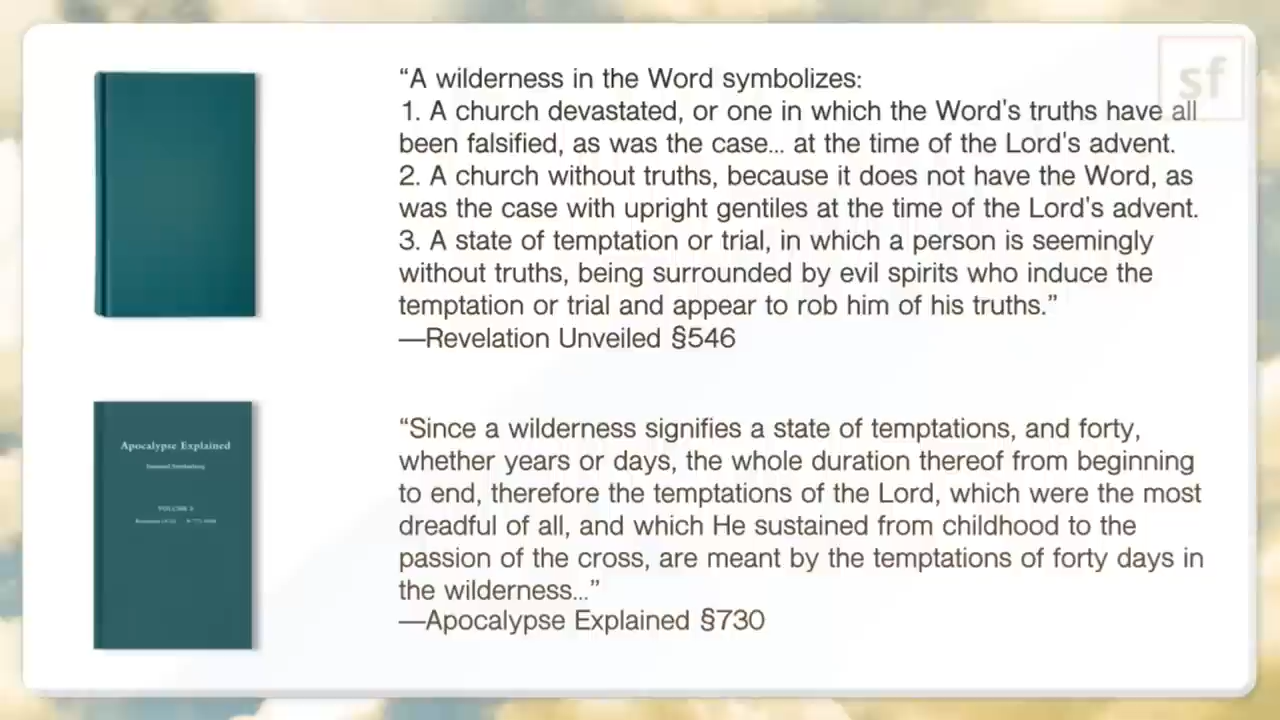 sf
“A wilderness in the Word symbolizes:
1. A church devastated, or one in which the Word's truths have all
been falsified, as was the case... at the time of the Lord's advent.
2. A church without truths, because it does not have the Word, as
was the case with upright gentiles at the time of the Lord's advent.
3. A state of temptation or trial, in which a person is seemingly
without truths, being surrounded by evil spirits who induce the
temptation or trial and appear to rob him of his truths.”
—Revelation Unveiled §546
Apocalypse Explained
Emanuel Swedenborg
“Since a wilderness signifies a state of temptations, and forty,
whether years or days, the whole duration thereof from beginning
to end, therefore the temptations of the Lord, which were the most
dreadful of all, and which He sustained from childhood to the
passion of the cross, are meant by the temptations of forty days in
the wilderness...”
—Apocalypse Explained §730